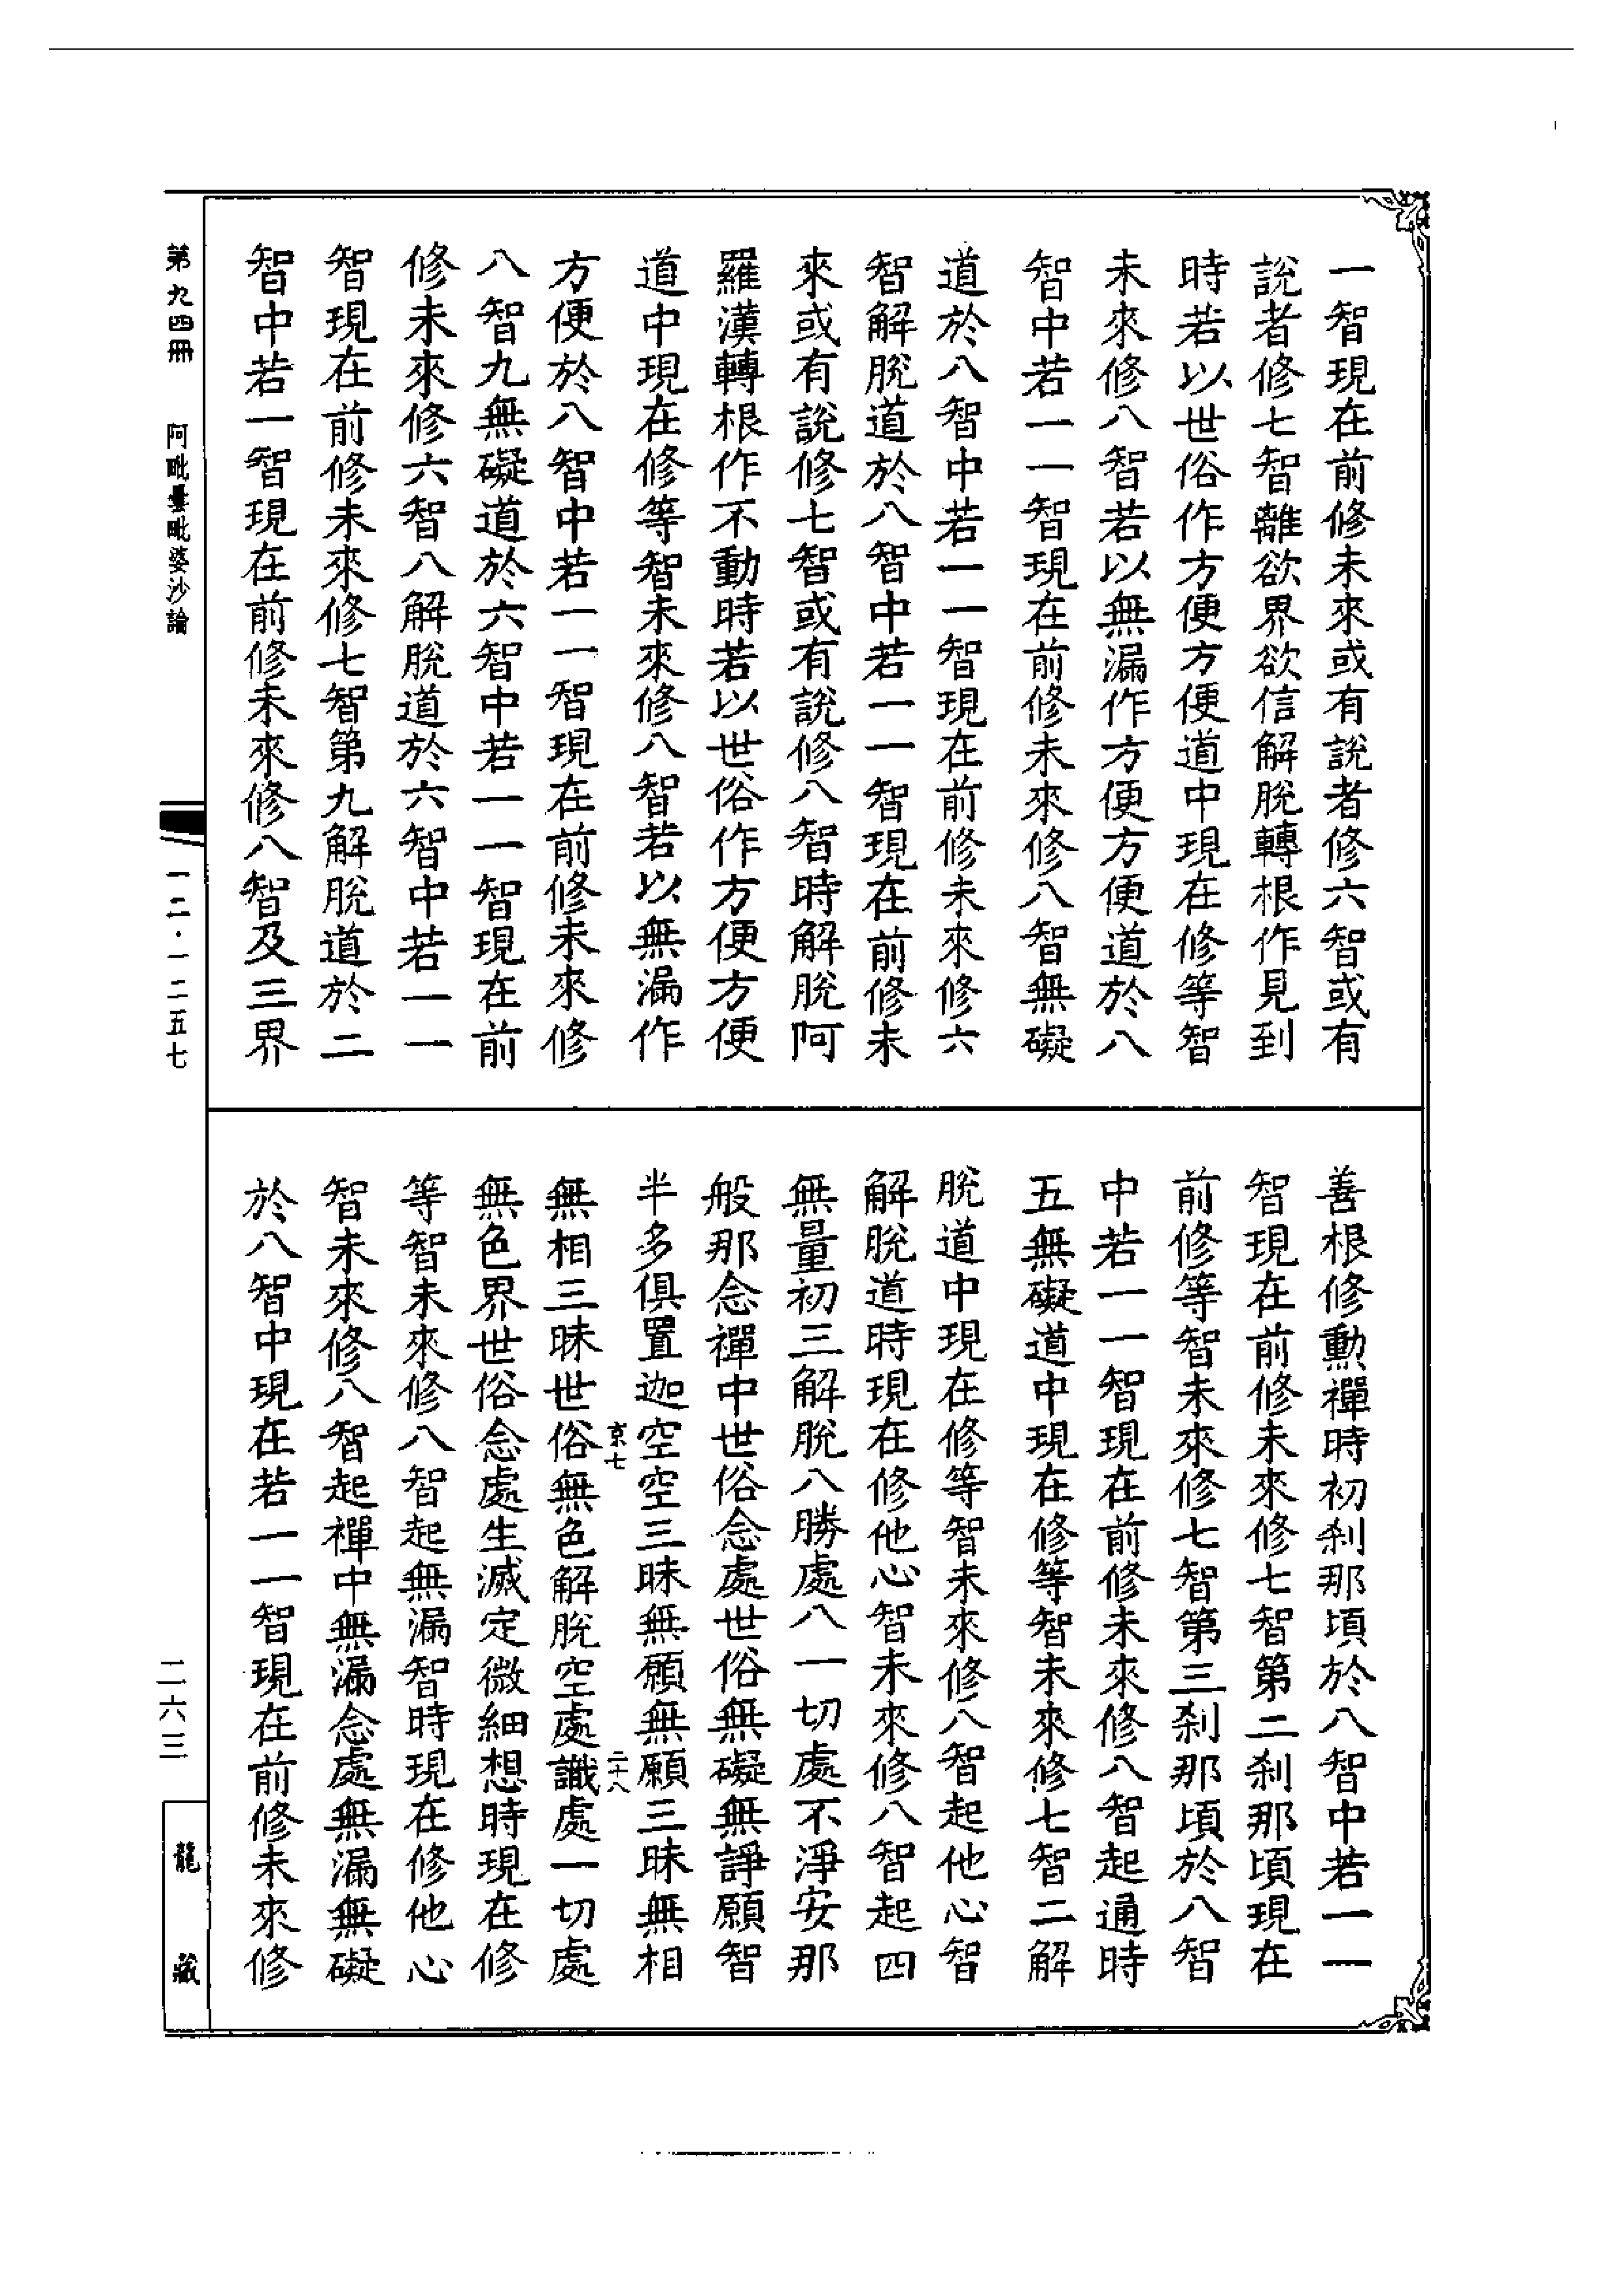 一智現在前修未來或有說者修六智或有
說者修七智離欲界欲信解脫轉根作見到
時若以世俗作方便方便道中現在修等智
未來修八智若以無漏作方便方便道於八
智中若一一智現在前修未來修八智無礙
道於八智中若一一智現在前修未來修六
智解脫道於八智中若一一智現在前修未
來或有說修七智或有說修八智時解脫阿
羅漢轉根作不動時若以世俗作方便方便
道中現在修等智未來修八智若以無漏作
方便於八智中若一一智現在前修未來修
八智九無礙道於六智中若一一智現在前
修未來修六智八解脫道於六智中若一一
智現在前修未來修七智第九解脫道於二
智中若一智現在前修未來修八智及三界
善根修熏禪時初剎那頃於八智中若一一
智現在前修未來修七智第二剎那頃現在
前修等智未來修七智第三剎那頃於八智
中若一一智現在前修未來修八智起通時
五無礙道中現在修等智未來修七智二解
脫道中現在修等智未來修八智起他心智
解脫道時現在修他心智未來修八智起四
無量初三解脫八勝處八一切處不淨安那
般那念禪中世俗念處世俗無礙無諍願智
半多俱置迦空空三昧無願無願三昧無相
無相三昧世俗無色解脫空處識處一切處
無色界世俗念處生滅定微細想時現在修
等智未來修八智起無漏智時現在修他心
智未來修八智起禪中無漏念處無漏無礙
於八智中現在若一一智現在前修未來修
京七
二十八
第九四冊
阿毗曇毗婆沙論
一二·一二五七
二六三
龍藏